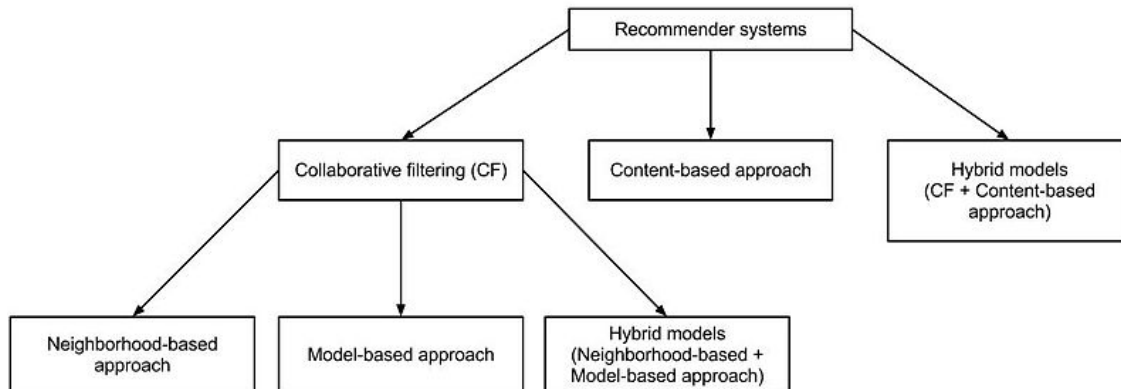 Recommender systems
Collaborative filtering (CF)
Content-based approach
Hybrid models
(CF + Content-based
approach)
Neighborhood-based
approach
Model-based approach
Hybrid models
(Neighborhood-based +
Model-based approach)